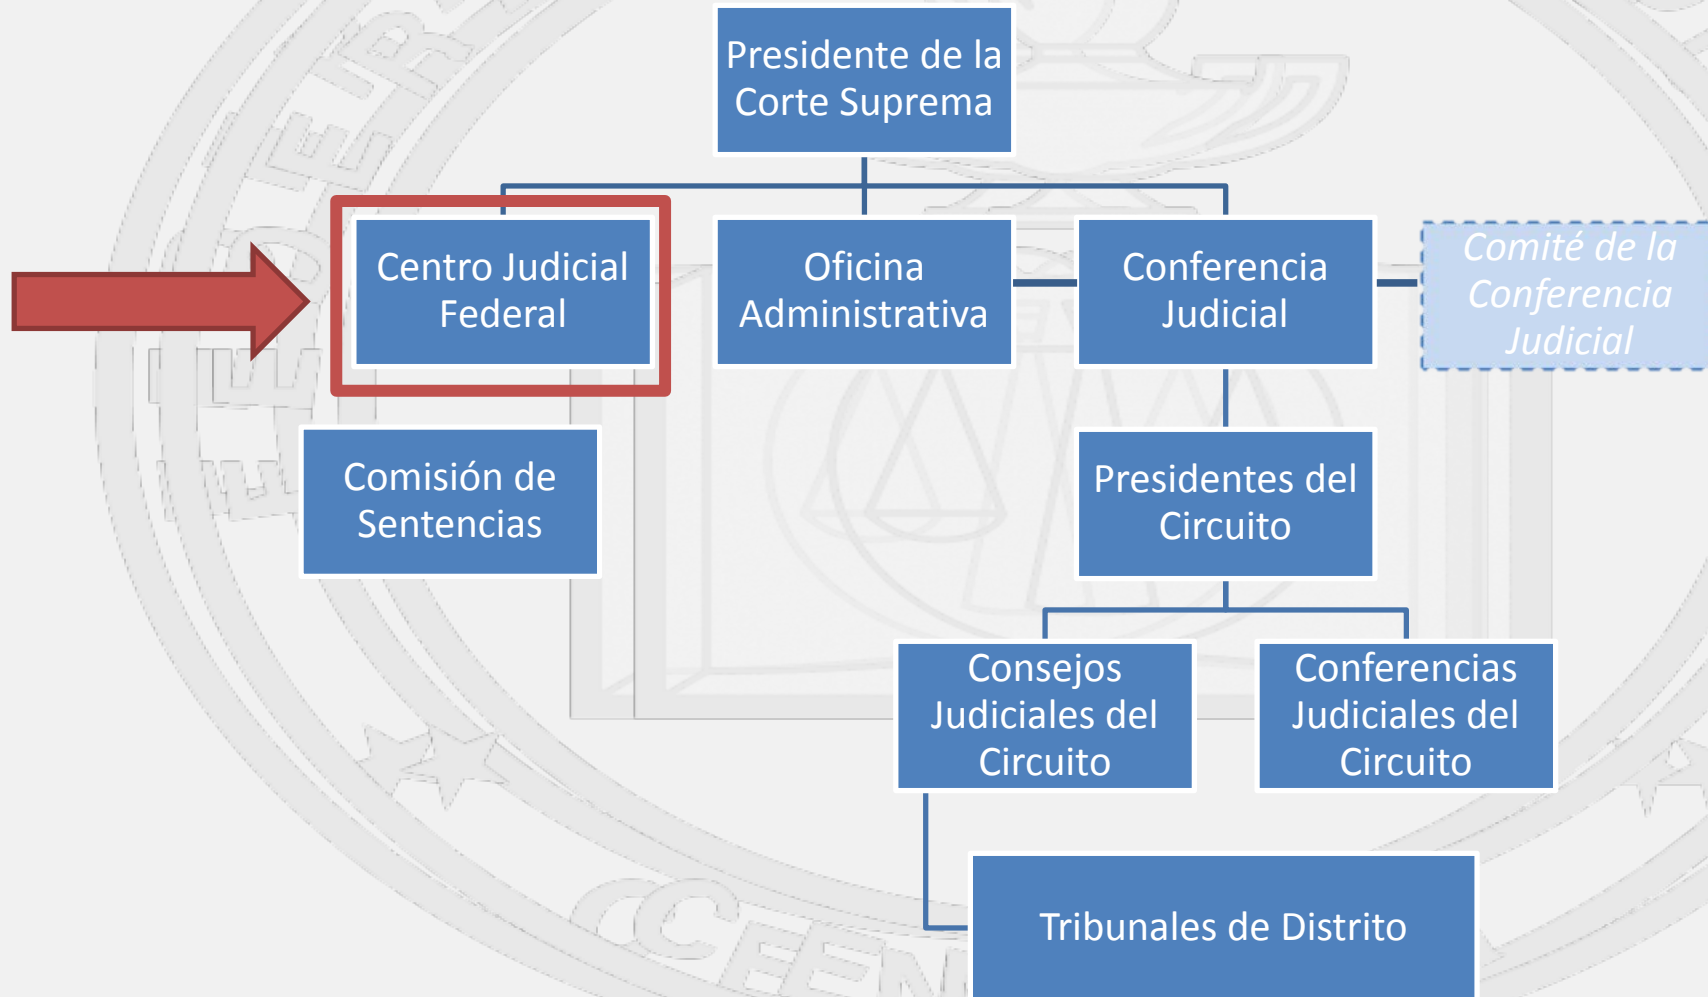 Presidente de la
Corte Suprema
Centro Judicial
Federal
Oficina
Administrativa
Conferencia
Judicial
Comité de la
Conferencia
Judicial
Comisión de
Sentencias
Presidentes del
Circuito
Consejos
Judiciales del
Circuito
Conferencias
Judiciales del
Circuito
Tribunales de Distrito